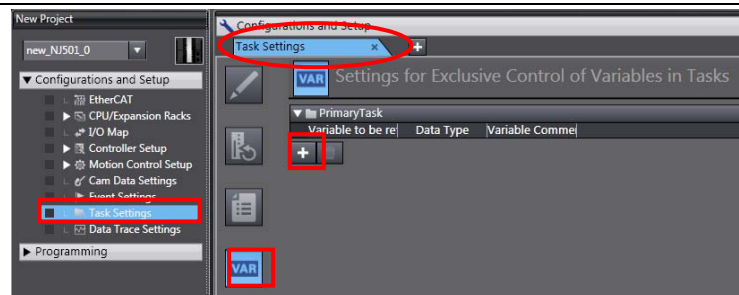 New Project
new_NJ501_0
Configurations and Setup
EtherCAT
CPU/Expansion Racks
I/O Map
Controller Setup
Motion Control Setup
Cam Data Settings
Event Settings
Task Settings
Data Trace Settings
Programming
Configurations and Setup
Task Settings
VAR
Settings for Exclusive Control of Variables in Tasks
PrimaryTask
Variable to be re Data Type Variable Comme
VAR